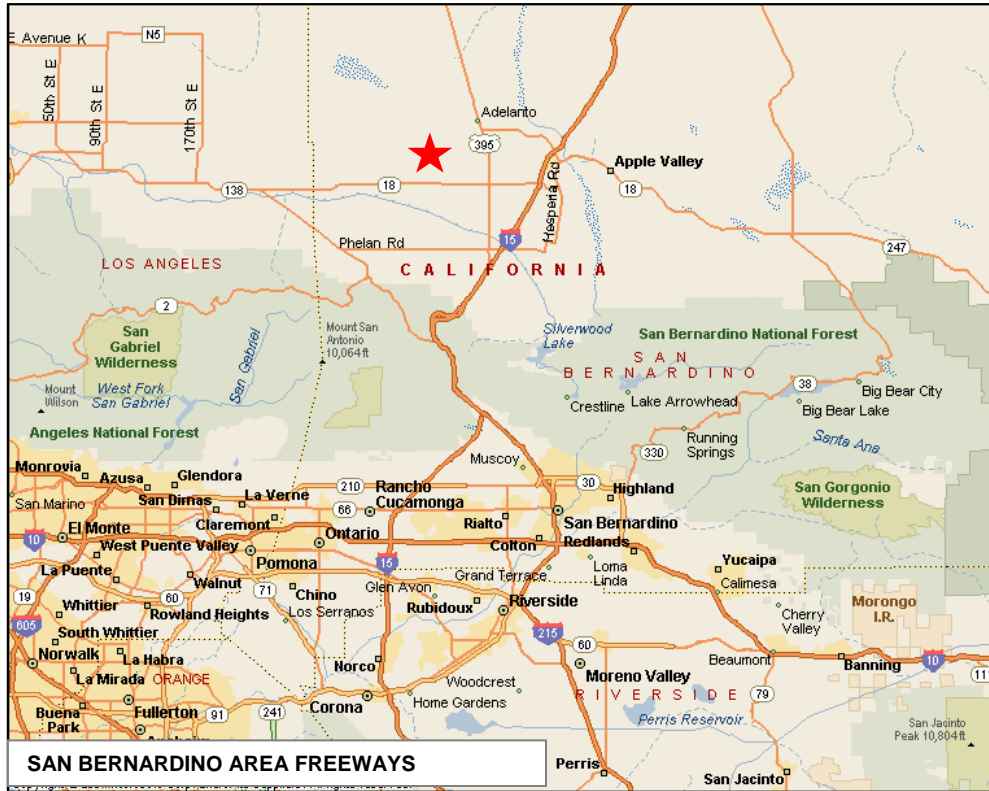 E Avenue K
N5
50th St E
90th St E
170th St E
Adelanto
395
Apple Valley
18
18
138
Hesperia Rd
15
Phelan Rd
247
LOS ANGELES
CALIFORNIA
2
San
Gabriel
Wilderness
Mount San
Antonio
10,064ft
San Gabriel
Silverwood
Lake
San Bernardino National Forest
SAN
BERNARDINO
Mount
Wilson
West Fork
San Gabriel
Crestline
Lake Arrowhead
38
Big Bear City
Big Bear Lake
Angeles National Forest
Running
Springs
Santa Ana
330
Monrovia
Azusa
Glendora
Muscoy
San Marino
San Dimas
La Verne
210
Rancho
Cucamonga
30
Highland
San Gorgonio
Wilderness
66
El Monte
Claremont
Ontario
Rialto
San Bernardino
10
West Puente Valley
Pomona
15
Colton
Redlands
La Puente
Walnut
Chino
Glen Avon
Grand Terrace
Loma
Linda
Yucaipa
Calimesa
19
60
71
Los Serranos
Rubidoux
Riverside
Whittier
Rowland Heights
Cherry
Valley
Morongo
I.R.
605
South Whittier
215
60
Norwalk
La Habra
Norco
Moreno Valley
Beaumont
Banning
10
111
La Mirada
ORANGE
Woodcrest
RIVERSIDE
79
Buena
Park
Fullerton
91
241
Corona
Home Gardens
Perris Reservoir
San Jacinto
Peak 10,804ft
SAN BERNARDINO AREA FREEWAYS
Perris
San Jacinto